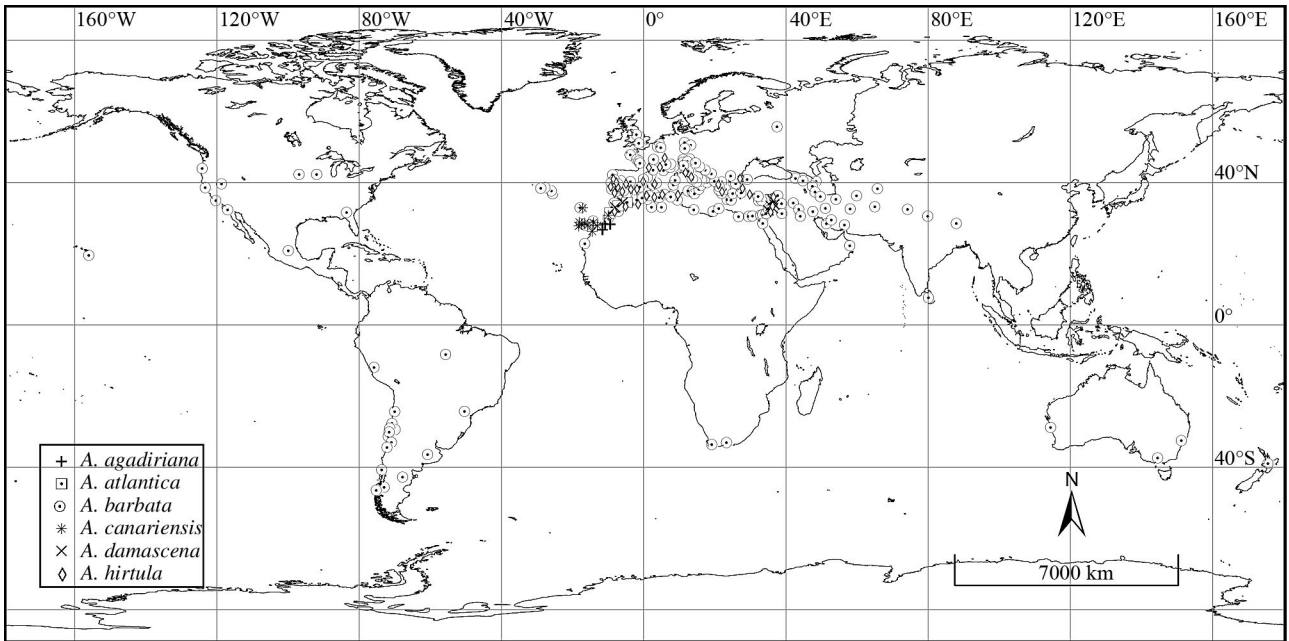 160°W 120°W 80°W 40°W 0° 40°E 80°E 120°E 160°E
40°N
0°
40°S
A. agadiriana
A. atlantica
A. barbata
A. canariensis
A. damascena
A. hirtula
N
7000 km